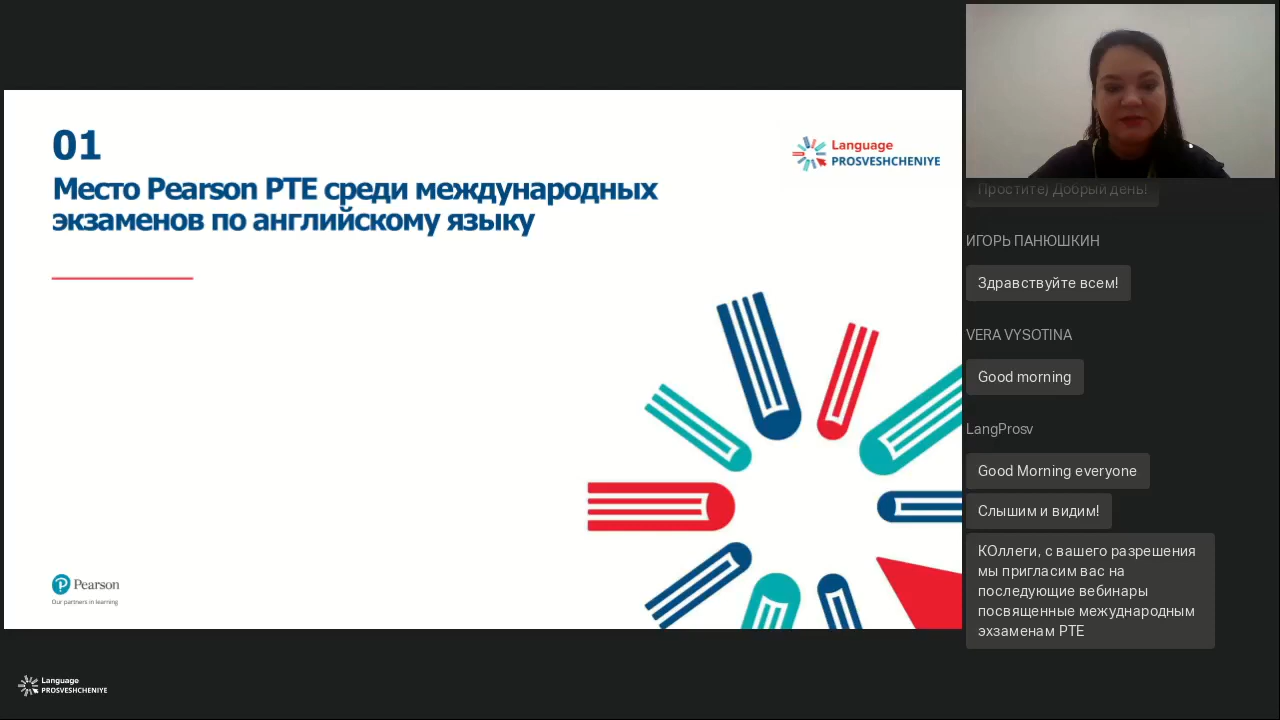 01
Место Pearson PTE среди международных
экзаменов по английскому языку
Language
PROSVESHCHENIYE
Pearson
Our partners in learning
Language
PROSVESHCHENIYE
Простите) Добрый день!
ИГОРЬ ПАНЮШКИН
Здравствуйте всем!
VERA VYSOTINA
Good morning
LangProsv
Good Morning everyone
Слышим и видим!
КОллеги, с вашего разрешения
мы пригласим вас на
последующие вебинары
посвященные межуднародным
эхзаменам PTE